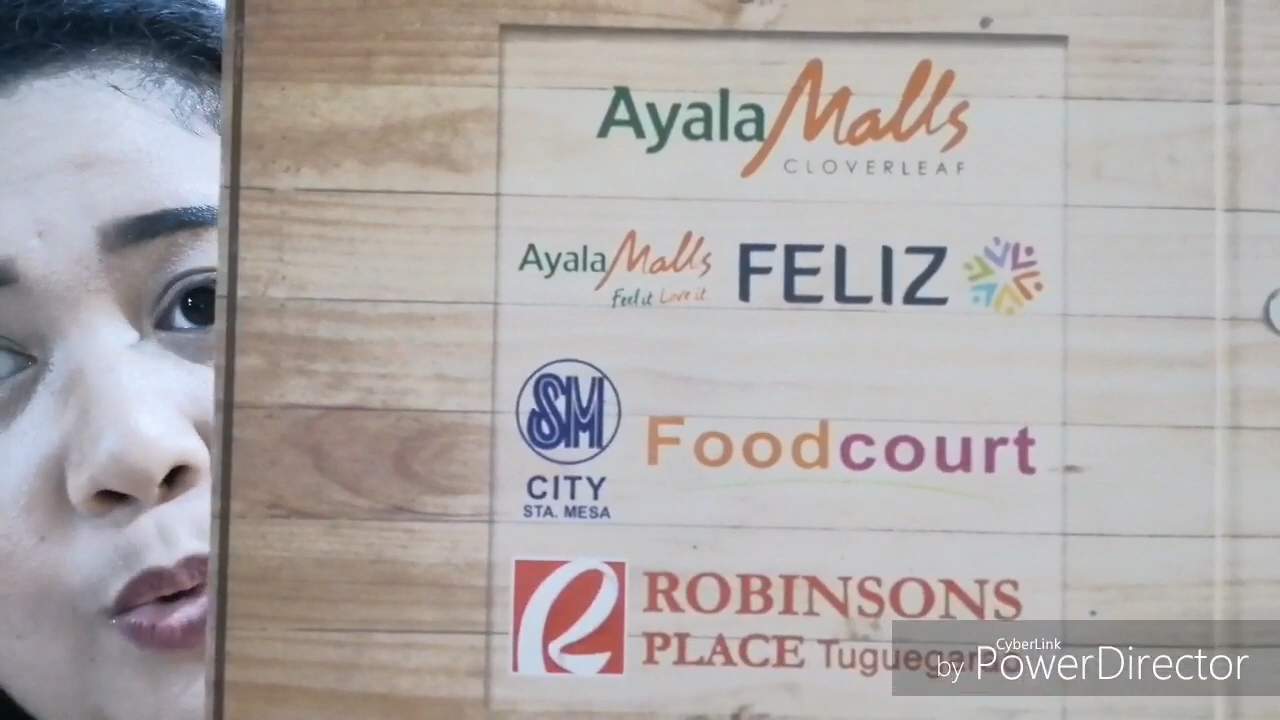 Ayala Malls
CLOVERLEAF
Ayala Malls FELIZ
Feel it Love it
SM Foodcourt
CITY
STA. MESA
R ROBINSONS
PLACE Tuguegarao
CyberLink
by PowerDirector